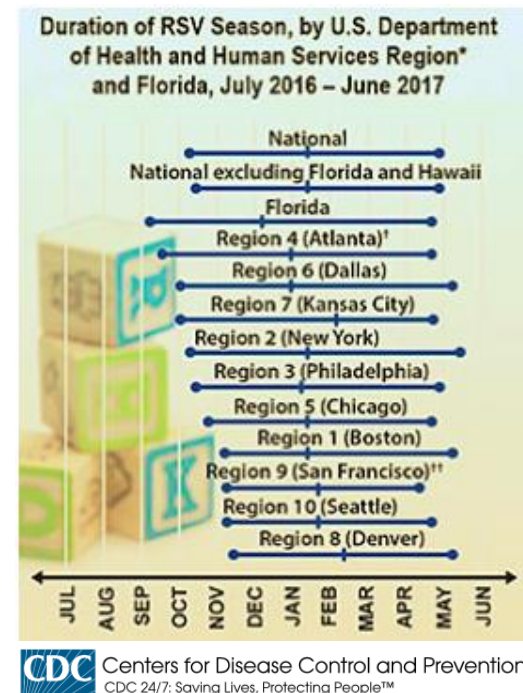 Duration of RSV Season, by U.S. Department
of Health and Human Services Region*
and Florida, July 2016 – June 2017
National
National excluding Florida and Hawaii
Florida
Region 4 (Atlanta)†
Region 6 (Dallas)
Region 7 (Kansas City)
Region 2 (New York)
Region 3 (Philadelphia)
Region 5 (Chicago)
Region 1 (Boston)
Region 9 (San Francisco)††
Region 10 (Seattle)
Region 8 (Denver)
JUL AUG SEP OCT NOV DEC JAN FEB MAR APR MAY JUN
CDC Centers for Disease Control and Prevention
CDC 24/7: Saving Lives. Protecting People™